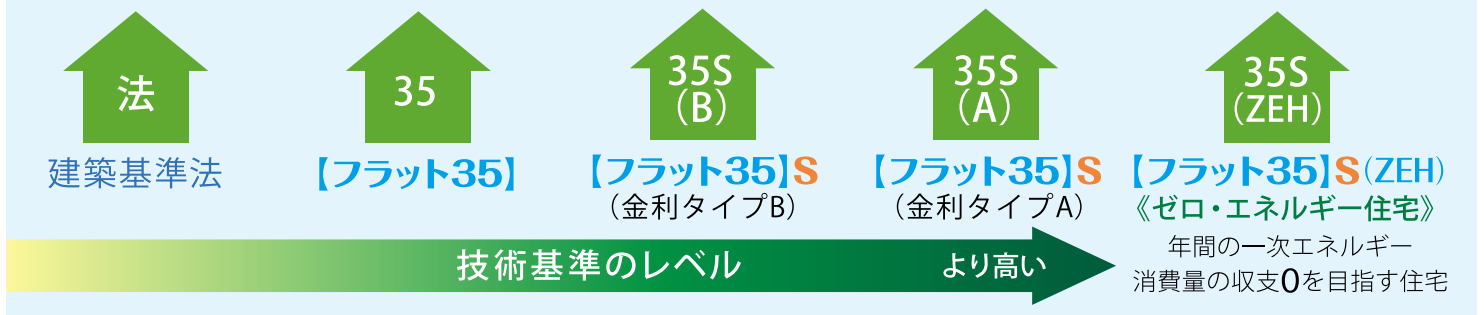 法
35
35S
(B)
35S
(A)
35S
(ZEH)
建築基準法
【フラット35】
【フラット35】S
(金利タイプB)
【フラット35】S
(金利タイプA)
【フラット35】S(ZEH)
《ゼロ・エネルギー住宅》
年間の一次エネルギー
消費量の収支0を目指す住宅
技術基準のレベル
より高い